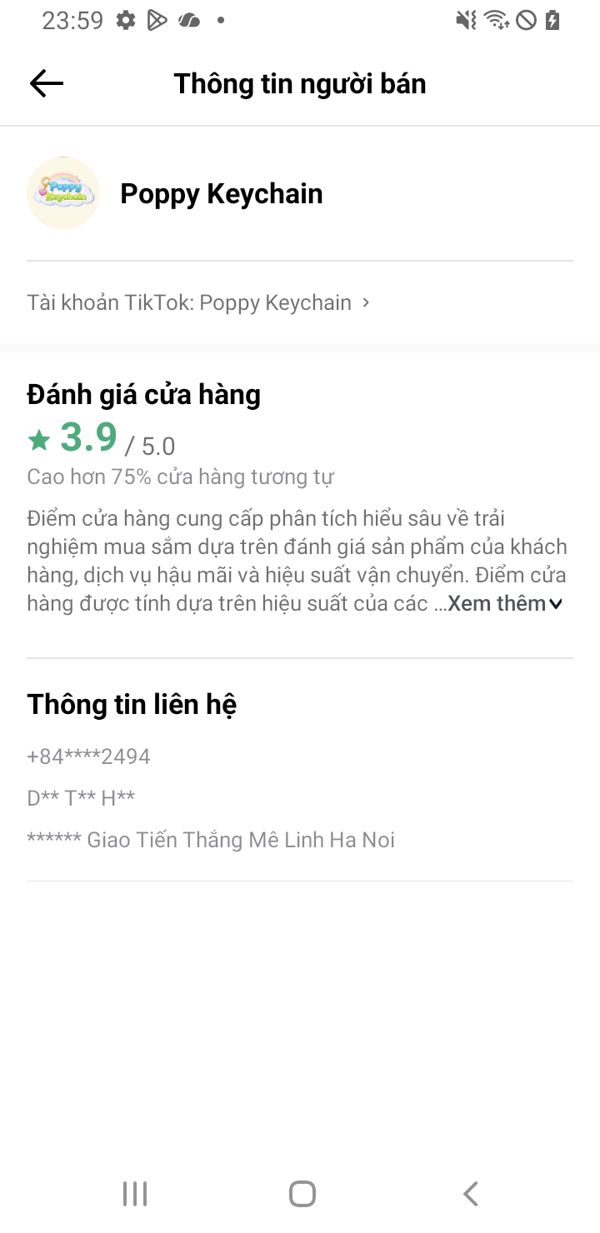 23:59
Thông tin người bán
Poppy
Keychain
Poppy Keychain
Tài khoản TikTok: Poppy Keychain
Đánh giá cửa hàng
3.9 / 5.0
Cao hơn 75% cửa hàng tương tự
Điểm cửa hàng cung cấp phân tích hiểu sâu về trải
nghiệm mua sắm dựa trên đánh giá sản phẩm của khách
hàng, dịch vụ hậu mãi và hiệu suất vận chuyển. Điểm cửa
hàng được tính dựa trên hiệu suất của các ...Xem thêm
Thông tin liên hệ
+84****2494
D** T** H**
****** Giao Tiến Thắng Mê Linh Ha Noi